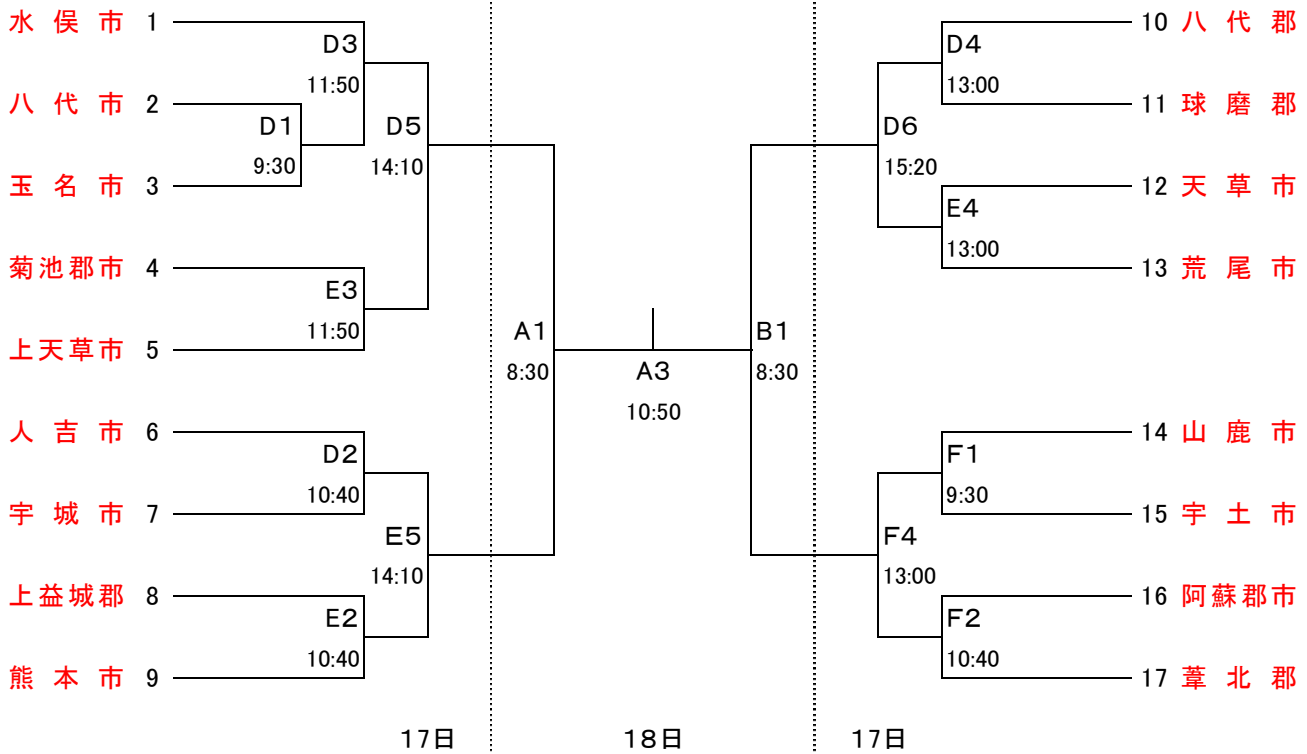 水俣市 1
D3
11:50
八代市 2
D1
9:30
D5
14:10
玉名市 3
菊池郡市 4
E3
11:50
上天草市 5
A1
8:30
人吉市 6
D2
10:40
宇城市 7
E5
14:10
上益城郡 8
E2
10:40
熊本市 9
A3
10:50
10 八代郡
D4
13:00
11 球磨郡
D6
15:20
12 天草市
E4
13:00
13 荒尾市
B1
8:30
14 山鹿市
F1
9:30
15 宇土市
F4
13:00
16 阿蘇郡市
F2
10:40
17 葦北郡
17日 18日 17日